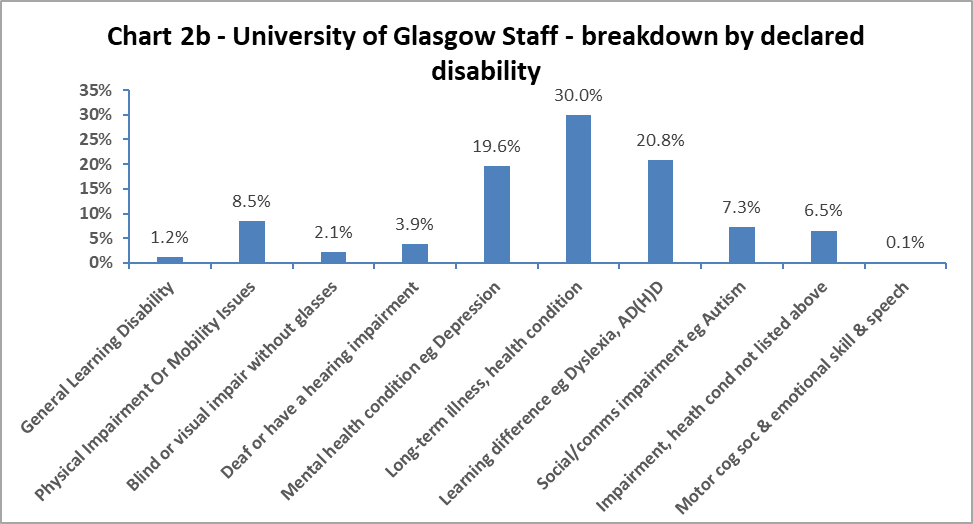 Chart 2b - University of Glasgow Staff - breakdown by declared
disability
35%
30%
25%
20%
15%
10%
5%
0%
1.2%
8.5%
2.1%
3.9%
19.6%
30.0%
20.8%
7.3%
6.5%
0.1%
General Learning Disability
Physical Impairment Or Mobility Issues
Blind or visual impair without glasses
Deaf or have a hearing impairment
Mental health condition eg Depression
Long-term illness, health condition
Learning difference eg Dyslexia, AD(H)D
Social/comms impairment eg Autism
Impairment, heath cond not listed above
Motor cog soc & emotional skill & speech